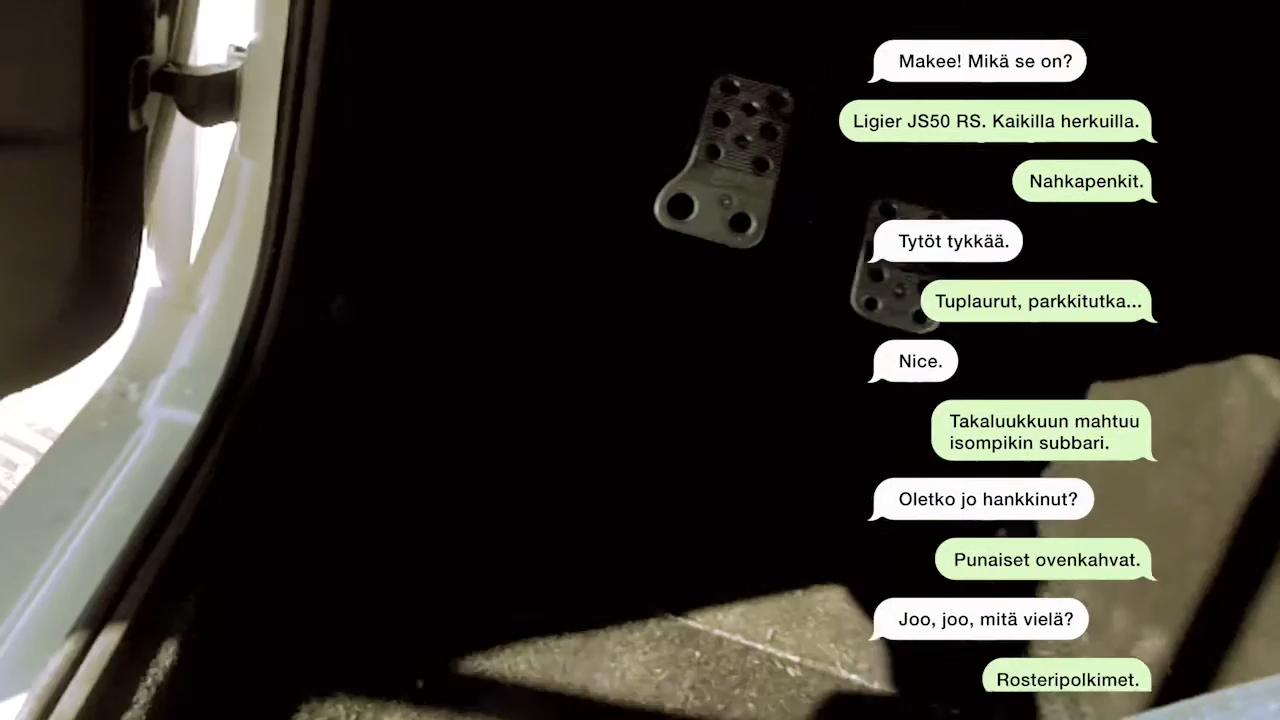 Makee! Mikä se on?
Ligier JS50 RS. Kaikilla herkuilla.
Nahkapenkit.
Tytöt tykkää.
Tuplaurut, parkkitutka...
Nice.
Takaluukkuun mahtuu
isompikin subbari.
Oletko jo hankkinut?
Punaiset ovenkahvat.
Joo, joo, mitä vielä?
Rosteripolkimet.